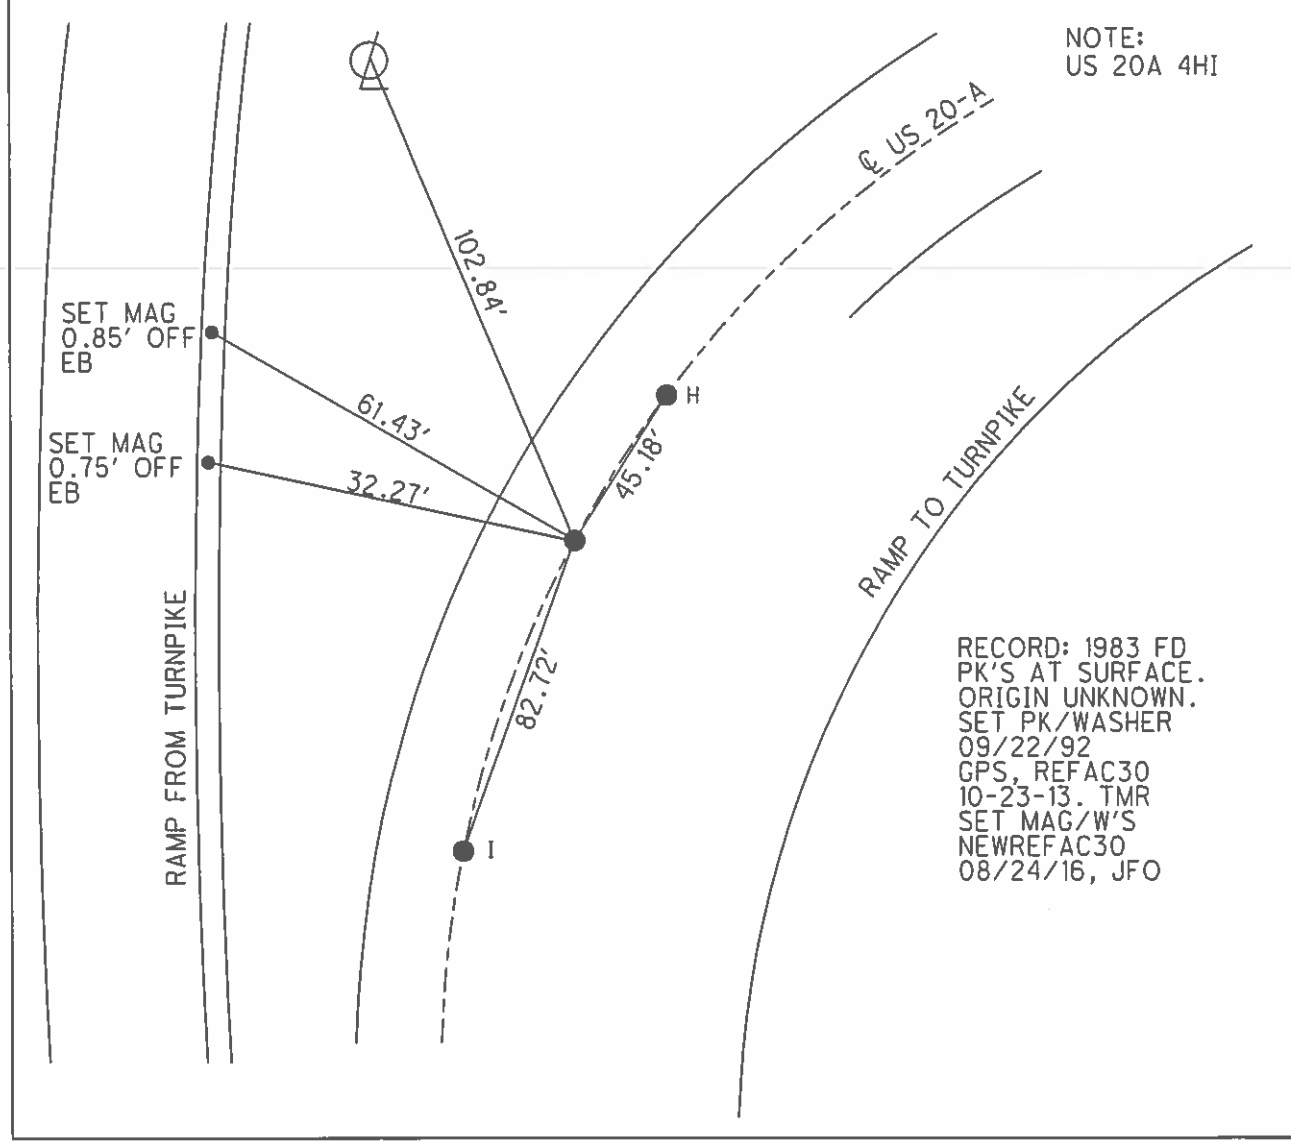 NOTE:
US 20A 4HI
℄ US 20-A
102.84'
SET MAG
0.85' OFF
EB
61.43'
H
45.18'
SET MAG
0.75' OFF
EB
32.27'
RAMP TO TURNPIKE
RAMP FROM TURNPIKE
82.72'
I
RECORD: 1983 FD
PK'S AT SURFACE.
ORIGIN UNKNOWN.
SET PK/WASHER
09/22/92
GPS, REFAC30
10-23-13. TMR
SET MAG/W'S
NEWREFAC30
08/24/16, JFO